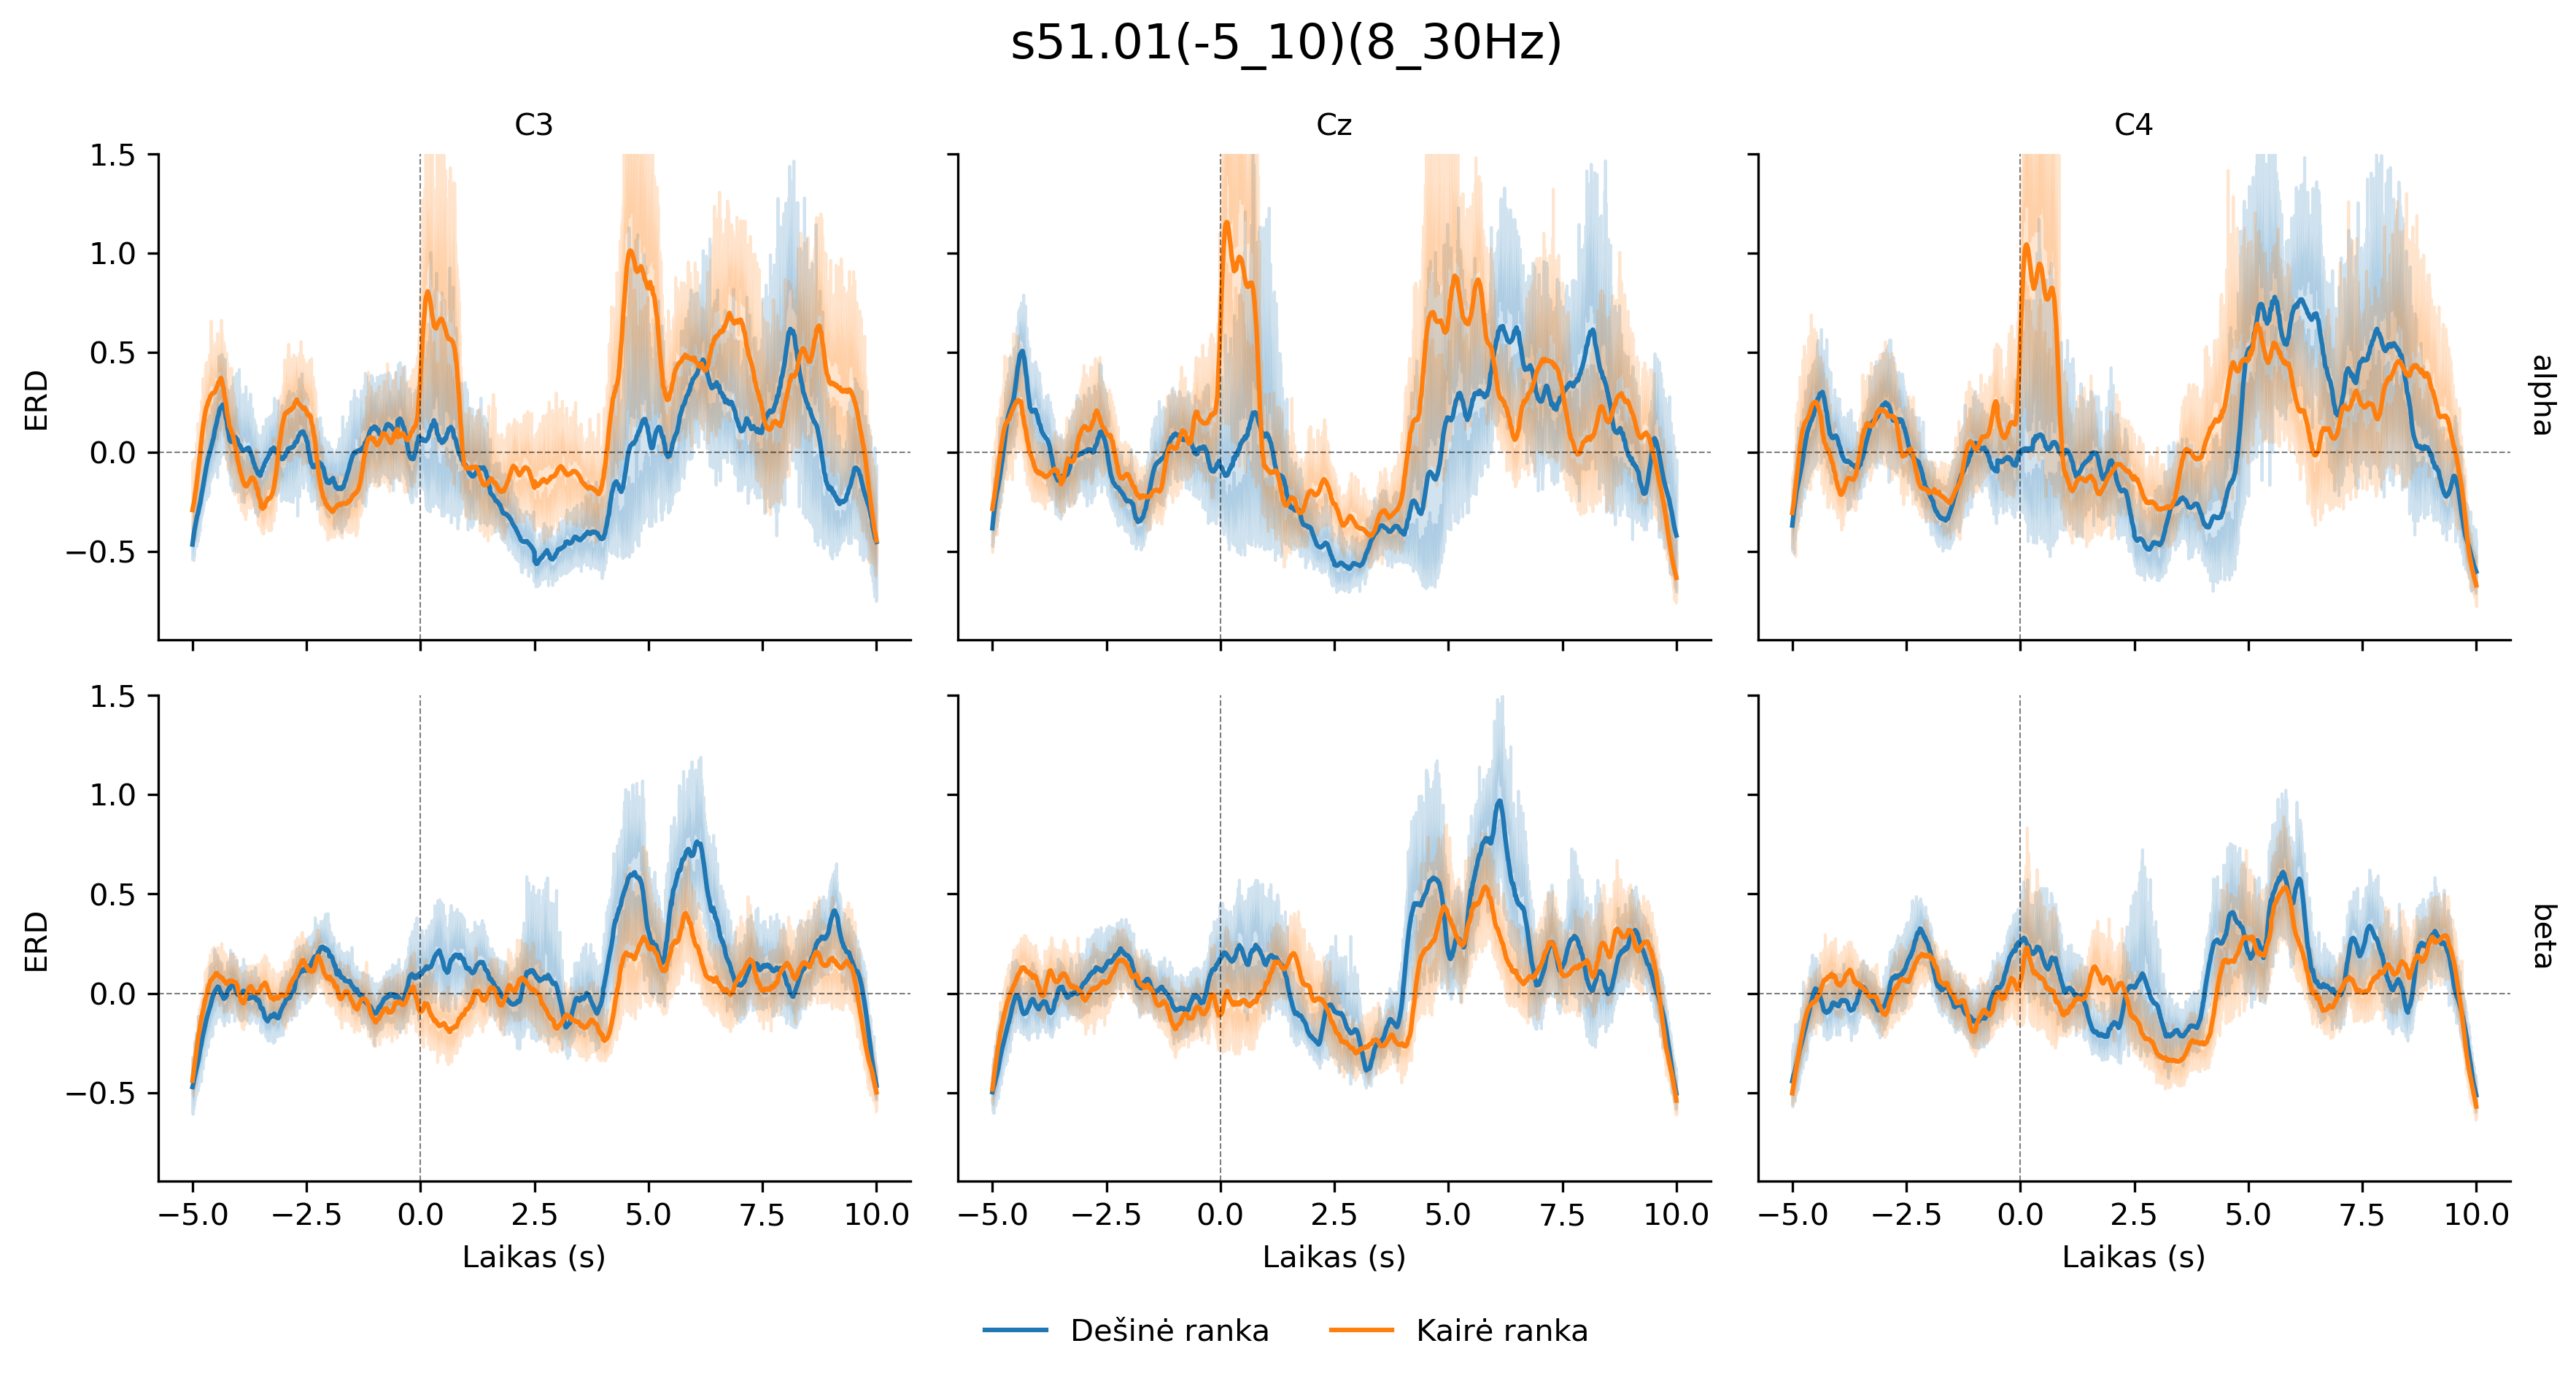 s51.01(-5_10)(8_30Hz)
C3 Cz C4
1.5
1.0
0.5
0.0
−0.5
ERD
alpha
1.5
1.0
0.5
0.0
−0.5
ERD
beta
−5.0 −2.5 0.0 2.5 5.0 7.5 10.0 −5.0 −2.5 0.0 2.5 5.0 7.5 10.0 −5.0 −2.5 0.0 2.5 5.0 7.5 10.0
Laikas (s) Laikas (s) Laikas (s)
Dešinė ranka Kairė ranka